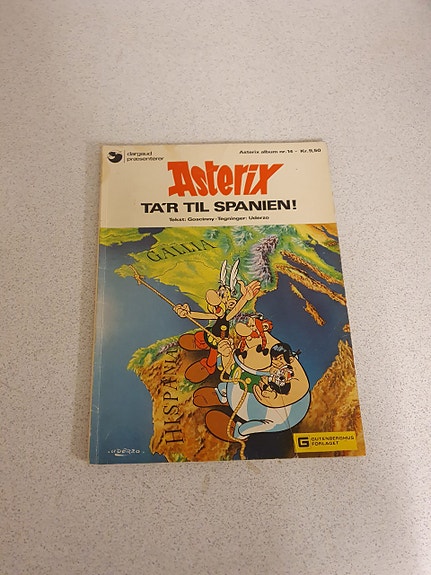 dargaud
præsenterer
Asterix album nr. 14 - Kr. 9,50
Asterix
TA'R TIL SPANIEN!
Tekst: Goscinny · Tegninger: Uderzo
GALLIA
HISPANIA
UDERZO
G GUTENBERGHUS
FORLAGET